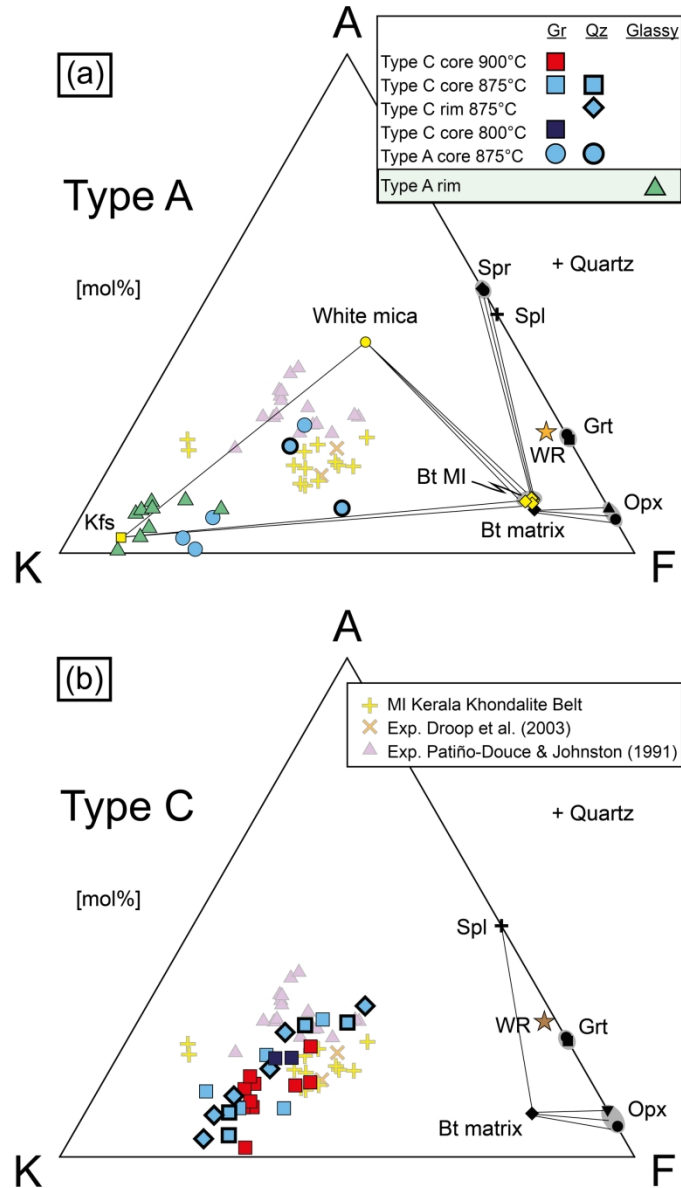 A
(a)
Gr Qz Glassy
Type C core 900°C
Type C core 875°C
Type C rim 875°C
Type C core 800°C
Type A core 875°C
Type A rim
Type A
[mol%]
Spr
+ Quartz
Spl
White mica
Grt
WR
Bt MI
Opx
Kfs
Bt matrix
K
F
A
(b)
MI Kerala Khondalite Belt
Exp. Droop et al. (2003)
Exp. Patiño-Douce & Johnston (1991)
Type C
+ Quartz
[mol%]
Spl
WR
Grt
Opx
Bt matrix
K
F